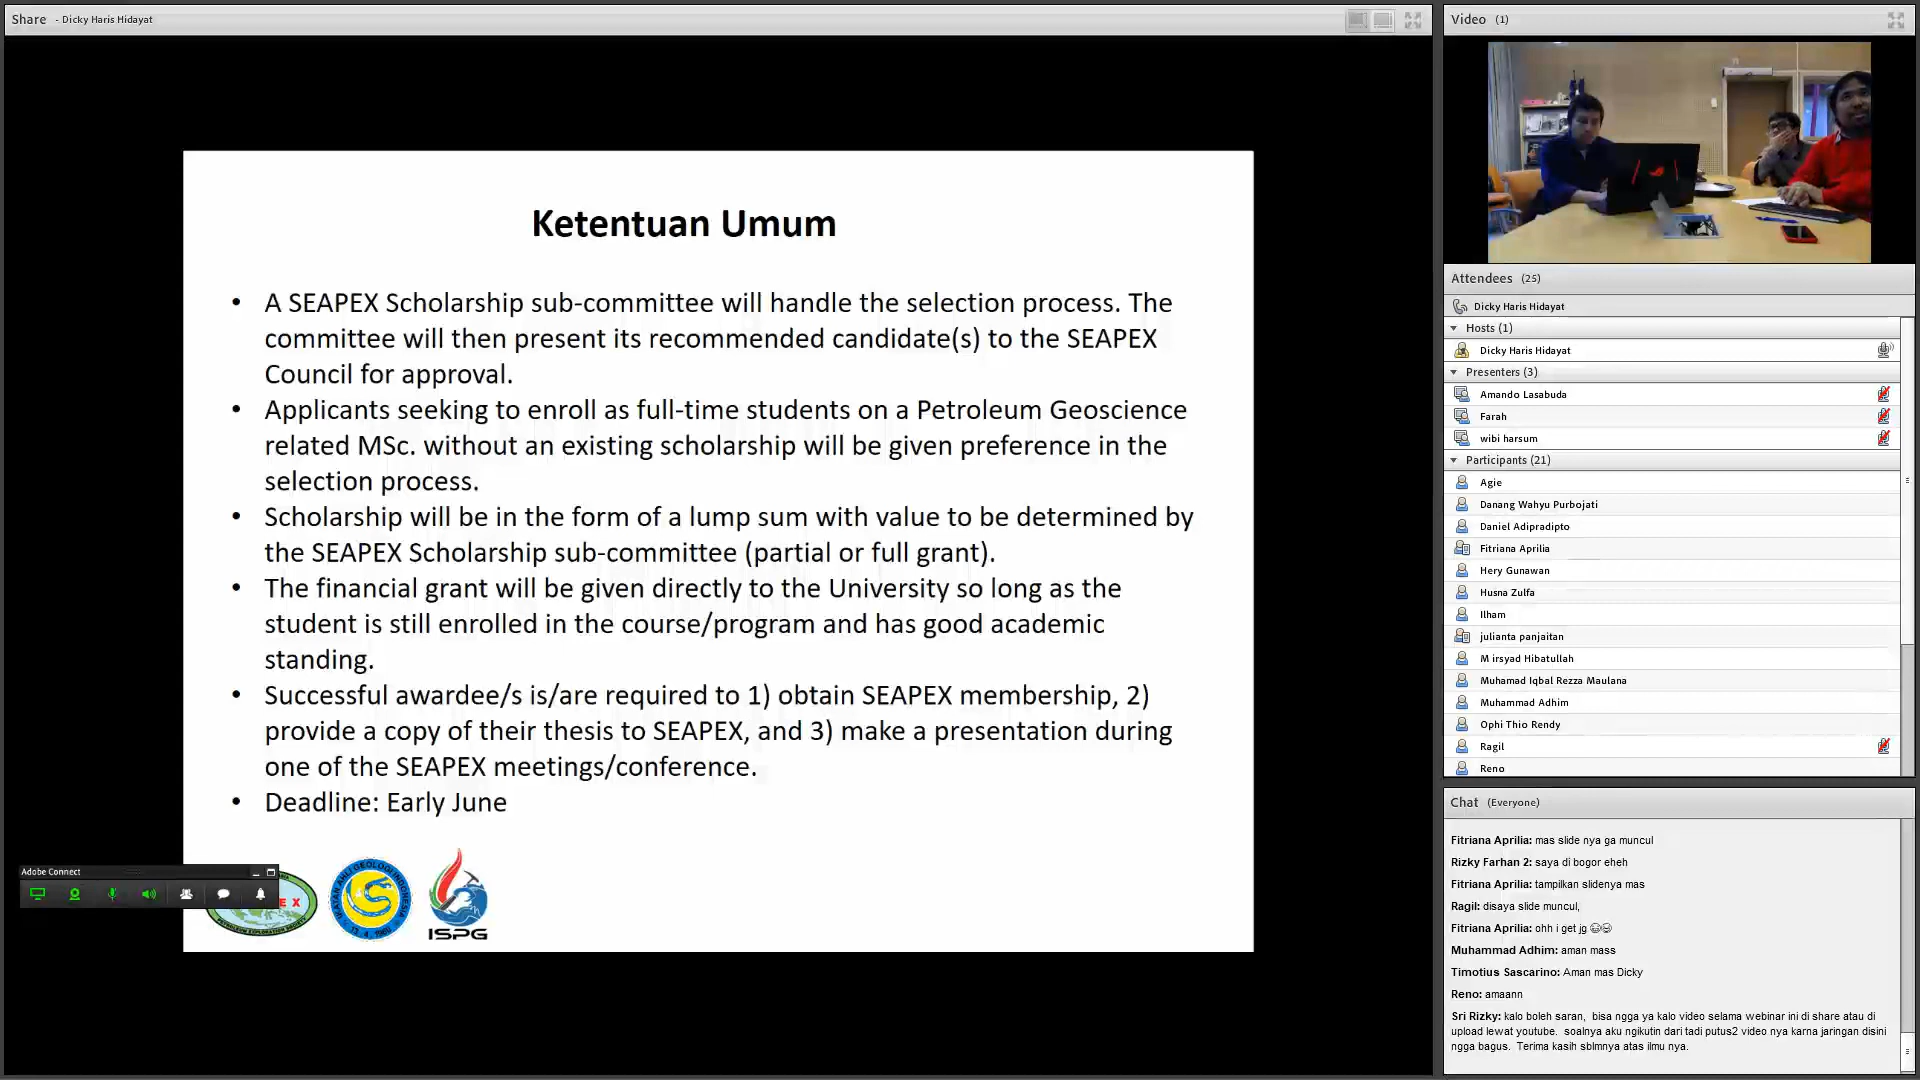 Share - Dicky Haris Hidayat
Ketentuan Umum
• A SEAPEX Scholarship sub-committee will handle the selection process. The
committee will then present its recommended candidate(s) to the SEAPEX
Council for approval.
• Applicants seeking to enroll as full-time students on a Petroleum Geoscience
related MSc. without an existing scholarship will be given preference in the
selection process.
• Scholarship will be in the form of a lump sum with value to be determined by
the SEAPEX Scholarship sub-committee (partial or full grant).
• The financial grant will be given directly to the University so long as the
student is still enrolled in the course/program and has good academic
standing.
• Successful awardee/s is/are required to 1) obtain SEAPEX membership, 2)
provide a copy of their thesis to SEAPEX, and 3) make a presentation during
one of the SEAPEX meetings/conference.
• Deadline: Early June
Adobe Connect
E X
ISPG
Video (1)
Attendees (25)
Dicky Haris Hidayat
Hosts (1)
Dicky Haris Hidayat
Presenters (3)
Amando Lasabuda
Farah
wibi harsum
Participants (21)
Agie
Danang Wahyu Purbojati
Daniel Adipradipto
Fitriana Aprilia
Hery Gunawan
Husna Zulfa
Ilham
julianta panjaitan
M irsyad Hibatullah
Muhamad Iqbal Rezza Maulana
Muhammad Adhim
Ophi Thio Rendy
Ragil
Reno
Chat (Everyone)
Fitriana Aprilia: mas slide nya ga muncul
Rizky Farhan 2: saya di bogor eheh
Fitriana Aprilia: tampilkan slidenya mas
Ragil: disaya slide muncul,
Fitriana Aprilia: ohh i get jg
Muhammad Adhim: aman mass
Timotius Sascarino: Aman mas Dicky
Reno: amaann
Sri Rizky: kalo boleh saran, bisa ngga ya kalo video selama webinar ini di share atau di
upload lewat youtube. soalnya aku ngikutin dari tadi putus2 video nya karna jaringan disini
ngga bagus. Terima kasih sblmnya atas ilmu nya.